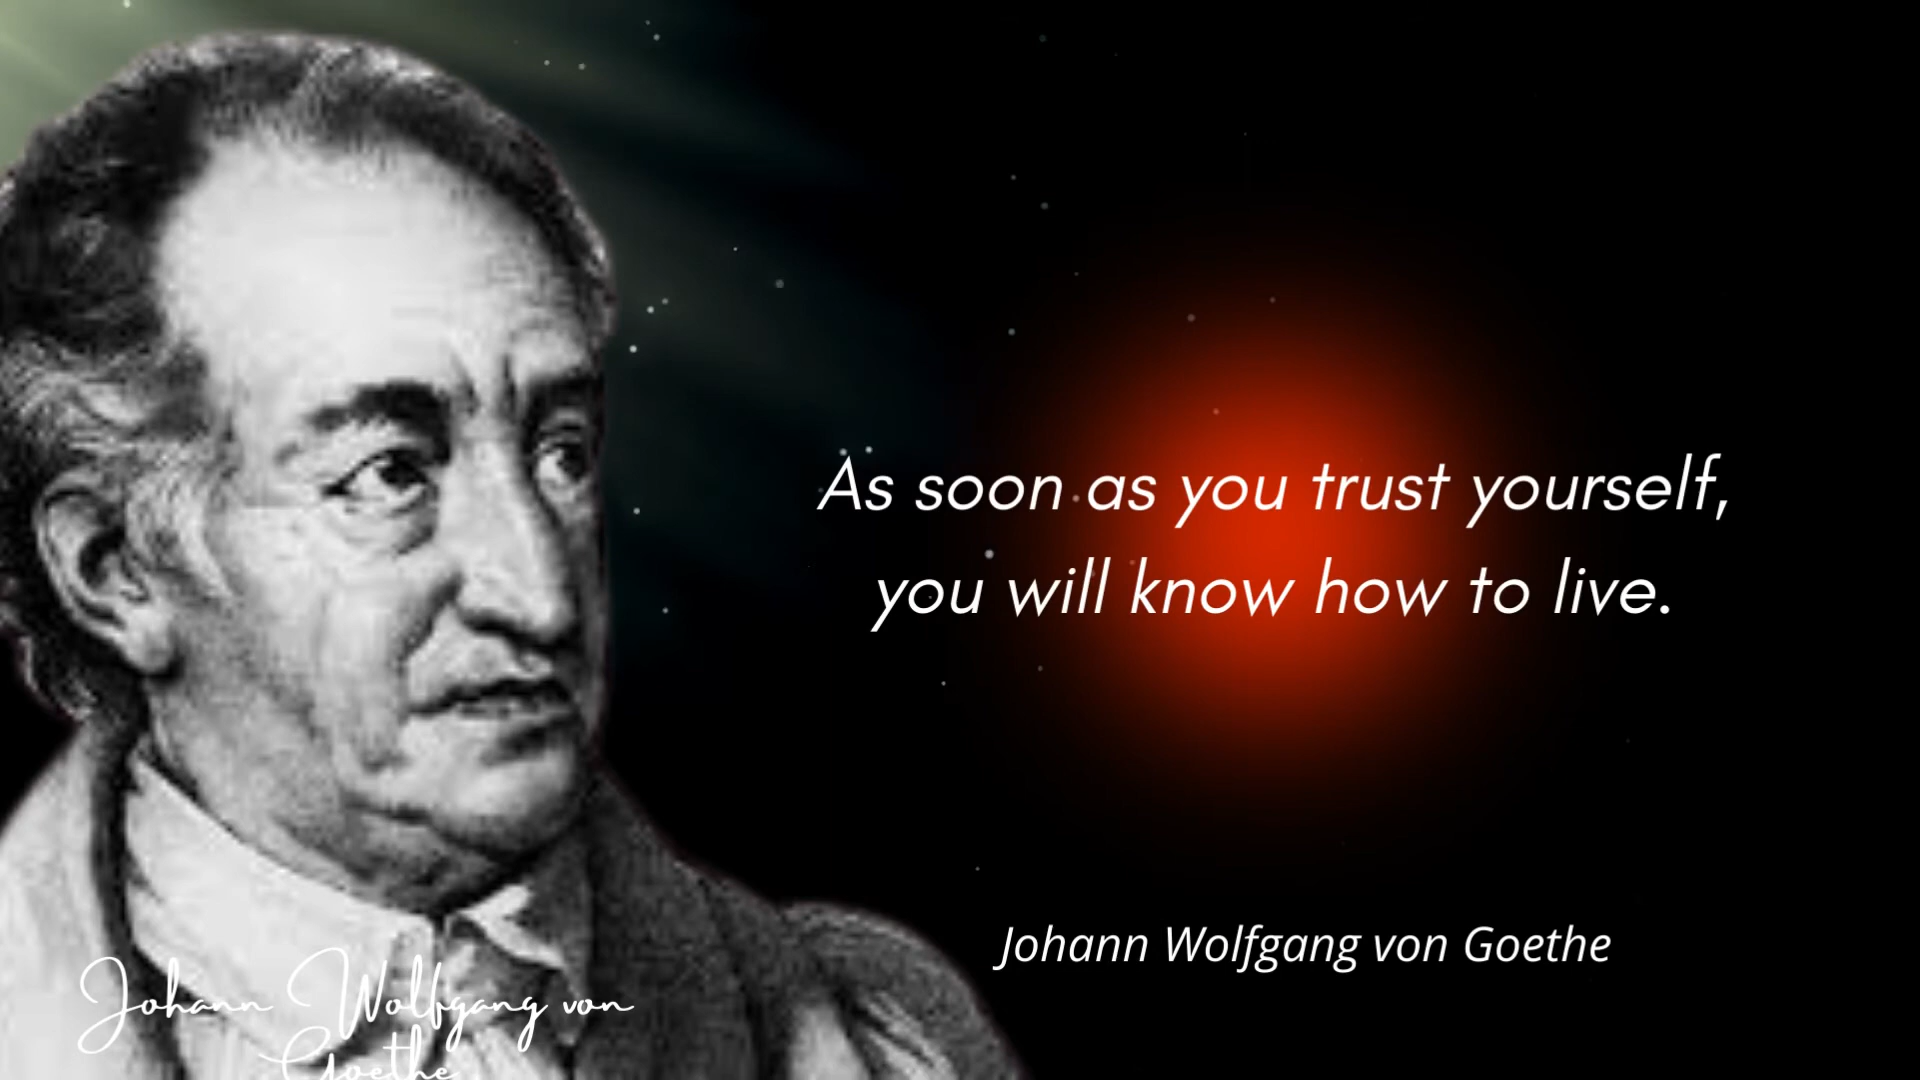 As soon as you trust yourself,
you will know how to live.
Johann Wolfgang von Goethe
Johann Wolfgang von
Goethe